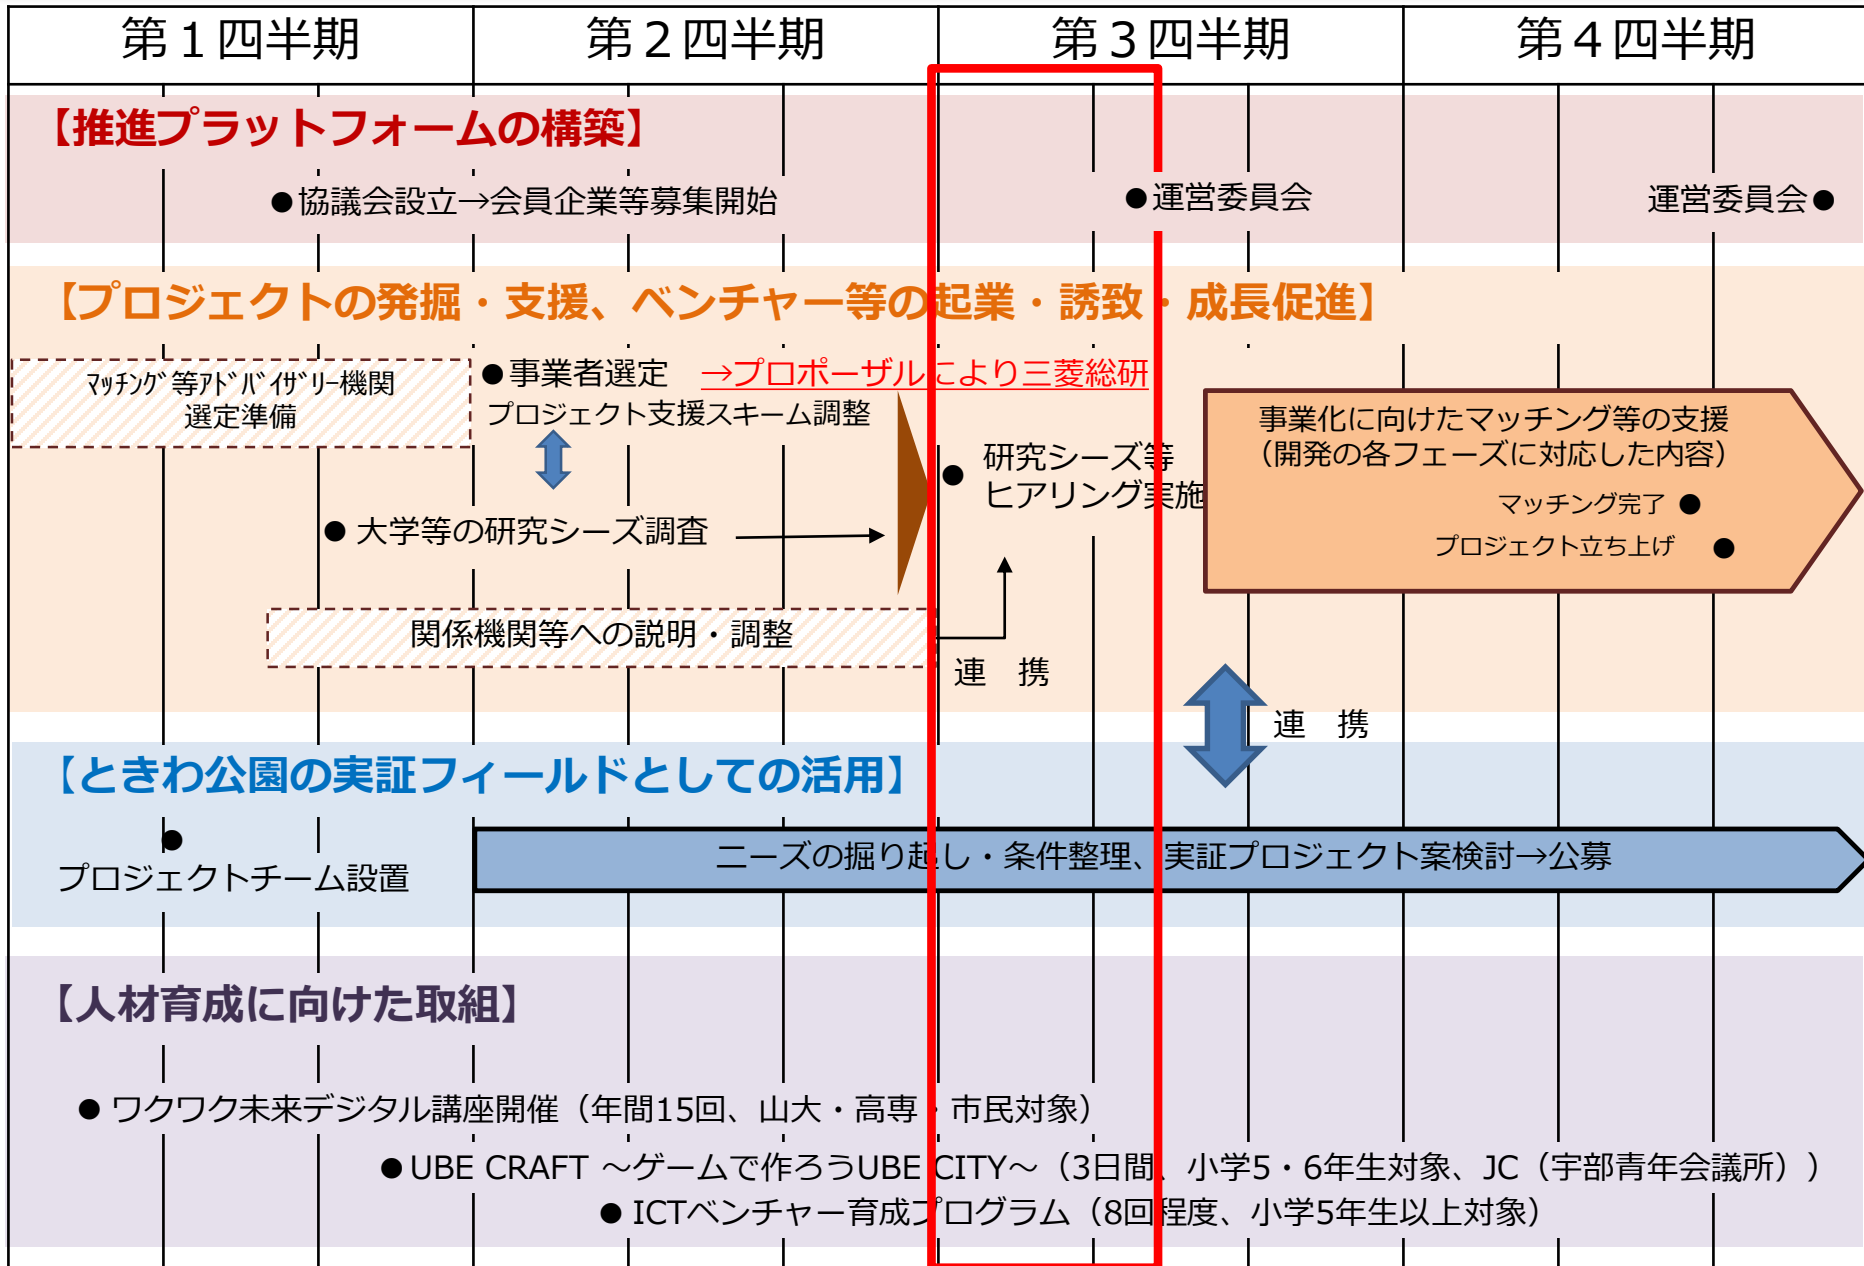 第１四半期
第２四半期
第３四半期
第４四半期
【推進プラットフォームの構築】
●協議会設立→会員企業等募集開始
●運営委員会
運営委員会●
【プロジェクトの発掘・支援、ベンチャー等の起業・誘致・成長促進】
ﾏｯﾁﾝｸﾞ等ｱﾄﾞﾊﾞｲｻﾞﾘｰ機関
選定準備
●事業者選定　→プロポーザルにより三菱総研
プロジェクト支援スキーム調整
● 研究シーズ等
ヒアリング実施
事業化に向けたマッチング等の支援
（開発の各フェーズに対応した内容）
マッチング完了 ●
プロジェクト立ち上げ ●
● 大学等の研究シーズ調査
関係機関等への説明・調整
連　携
連　携
【ときわ公園の実証フィールドとしての活用】
●
プロジェクトチーム設置
ニーズの掘り起し・条件整理、実証プロジェクト案検討→公募
【人材育成に向けた取組】
● ワクワク未来デジタル講座開催（年間15回、山大・高専・市民対象）
●UBE CRAFT ～ゲームで作ろうUBE CITY～（3日間、小学5・6年生対象、JC（宇部青年会議所））
● ICTベンチャー育成プログラム（8回程度、小学5年生以上対象）